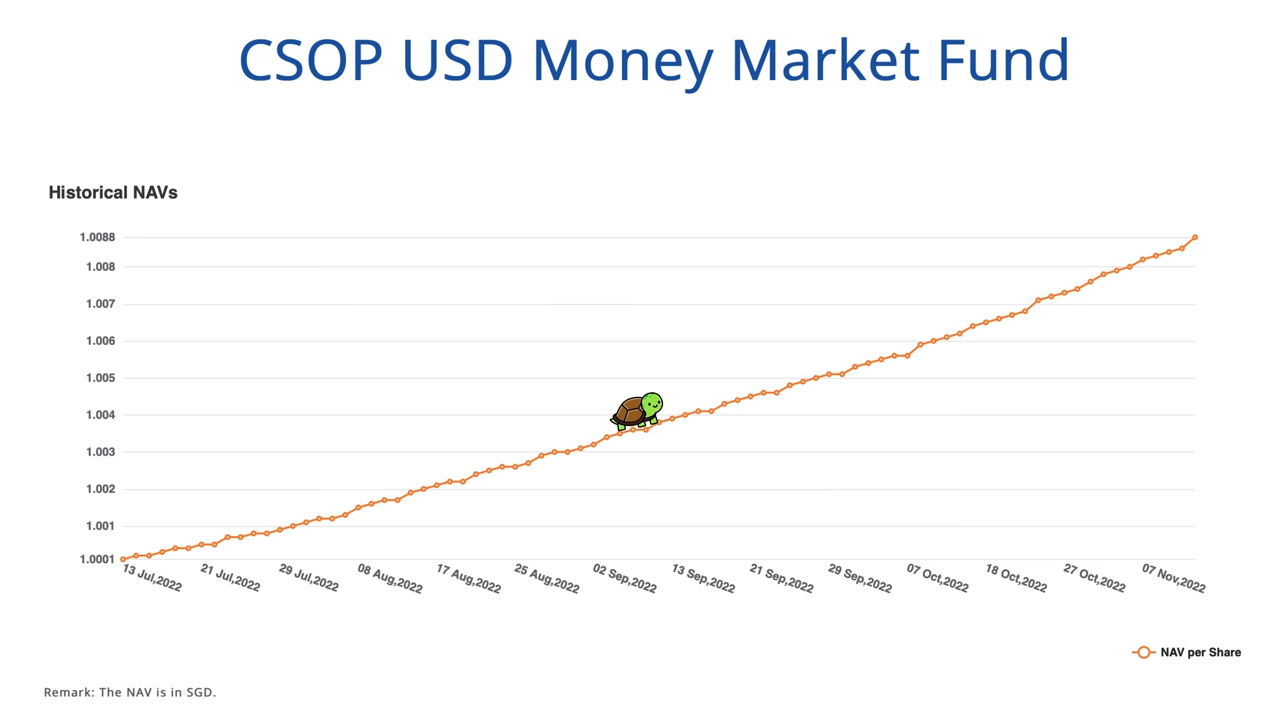 CSOP USD Money Market Fund
Historical NAVs
1.0088
1.008
1.007
1.006
1.005
1.004
1.003
1.002
1.001
1.0001
13 Jul,2022
21 Jul,2022
29 Jul,2022
08 Aug,2022
17 Aug,2022
25 Aug,2022
02 Sep,2022
13 Sep,2022
21 Sep,2022
29 Sep,2022
07 Oct,2022
18 Oct,2022
27 Oct,2022
07 Nov,2022
NAV per Share
Remark: The NAV is in SGD.